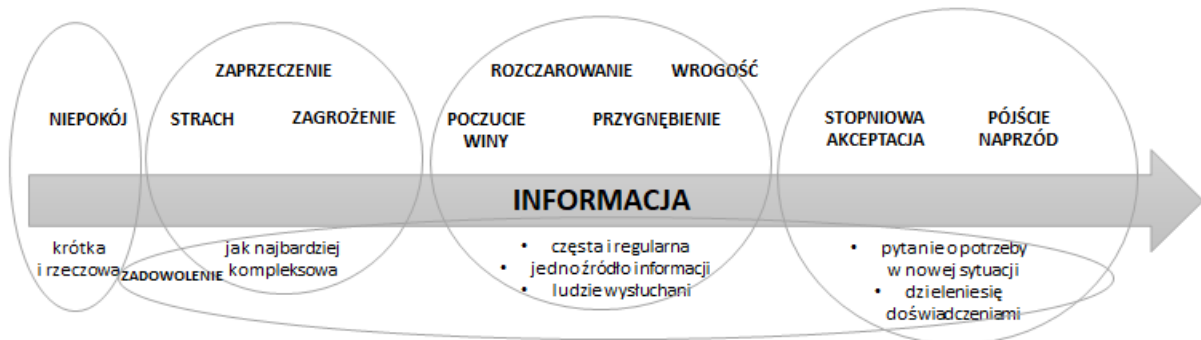 ZAPRZECZENIE
ROZCZAROWANIE
WROGOŚĆ
NIEPOKÓJ
STRACH
ZAGROŻENIE
POCZUCIE
WINY
PRZYGNĘBIENIE
STOPNIOWA
AKCEPTACJA
PÓJŚCIE
NAPRZÓD
INFORMACJA
krótka
i rzeczowa
ZADOWOLENIE
jak najbardziej
kompleksowa
• częsta i regularna
• jedno źródło informacji
• ludzie wysłuchani
• pytanie o potrzeby
w nowej sytuacji
• dzielenie się
doświadczeniami